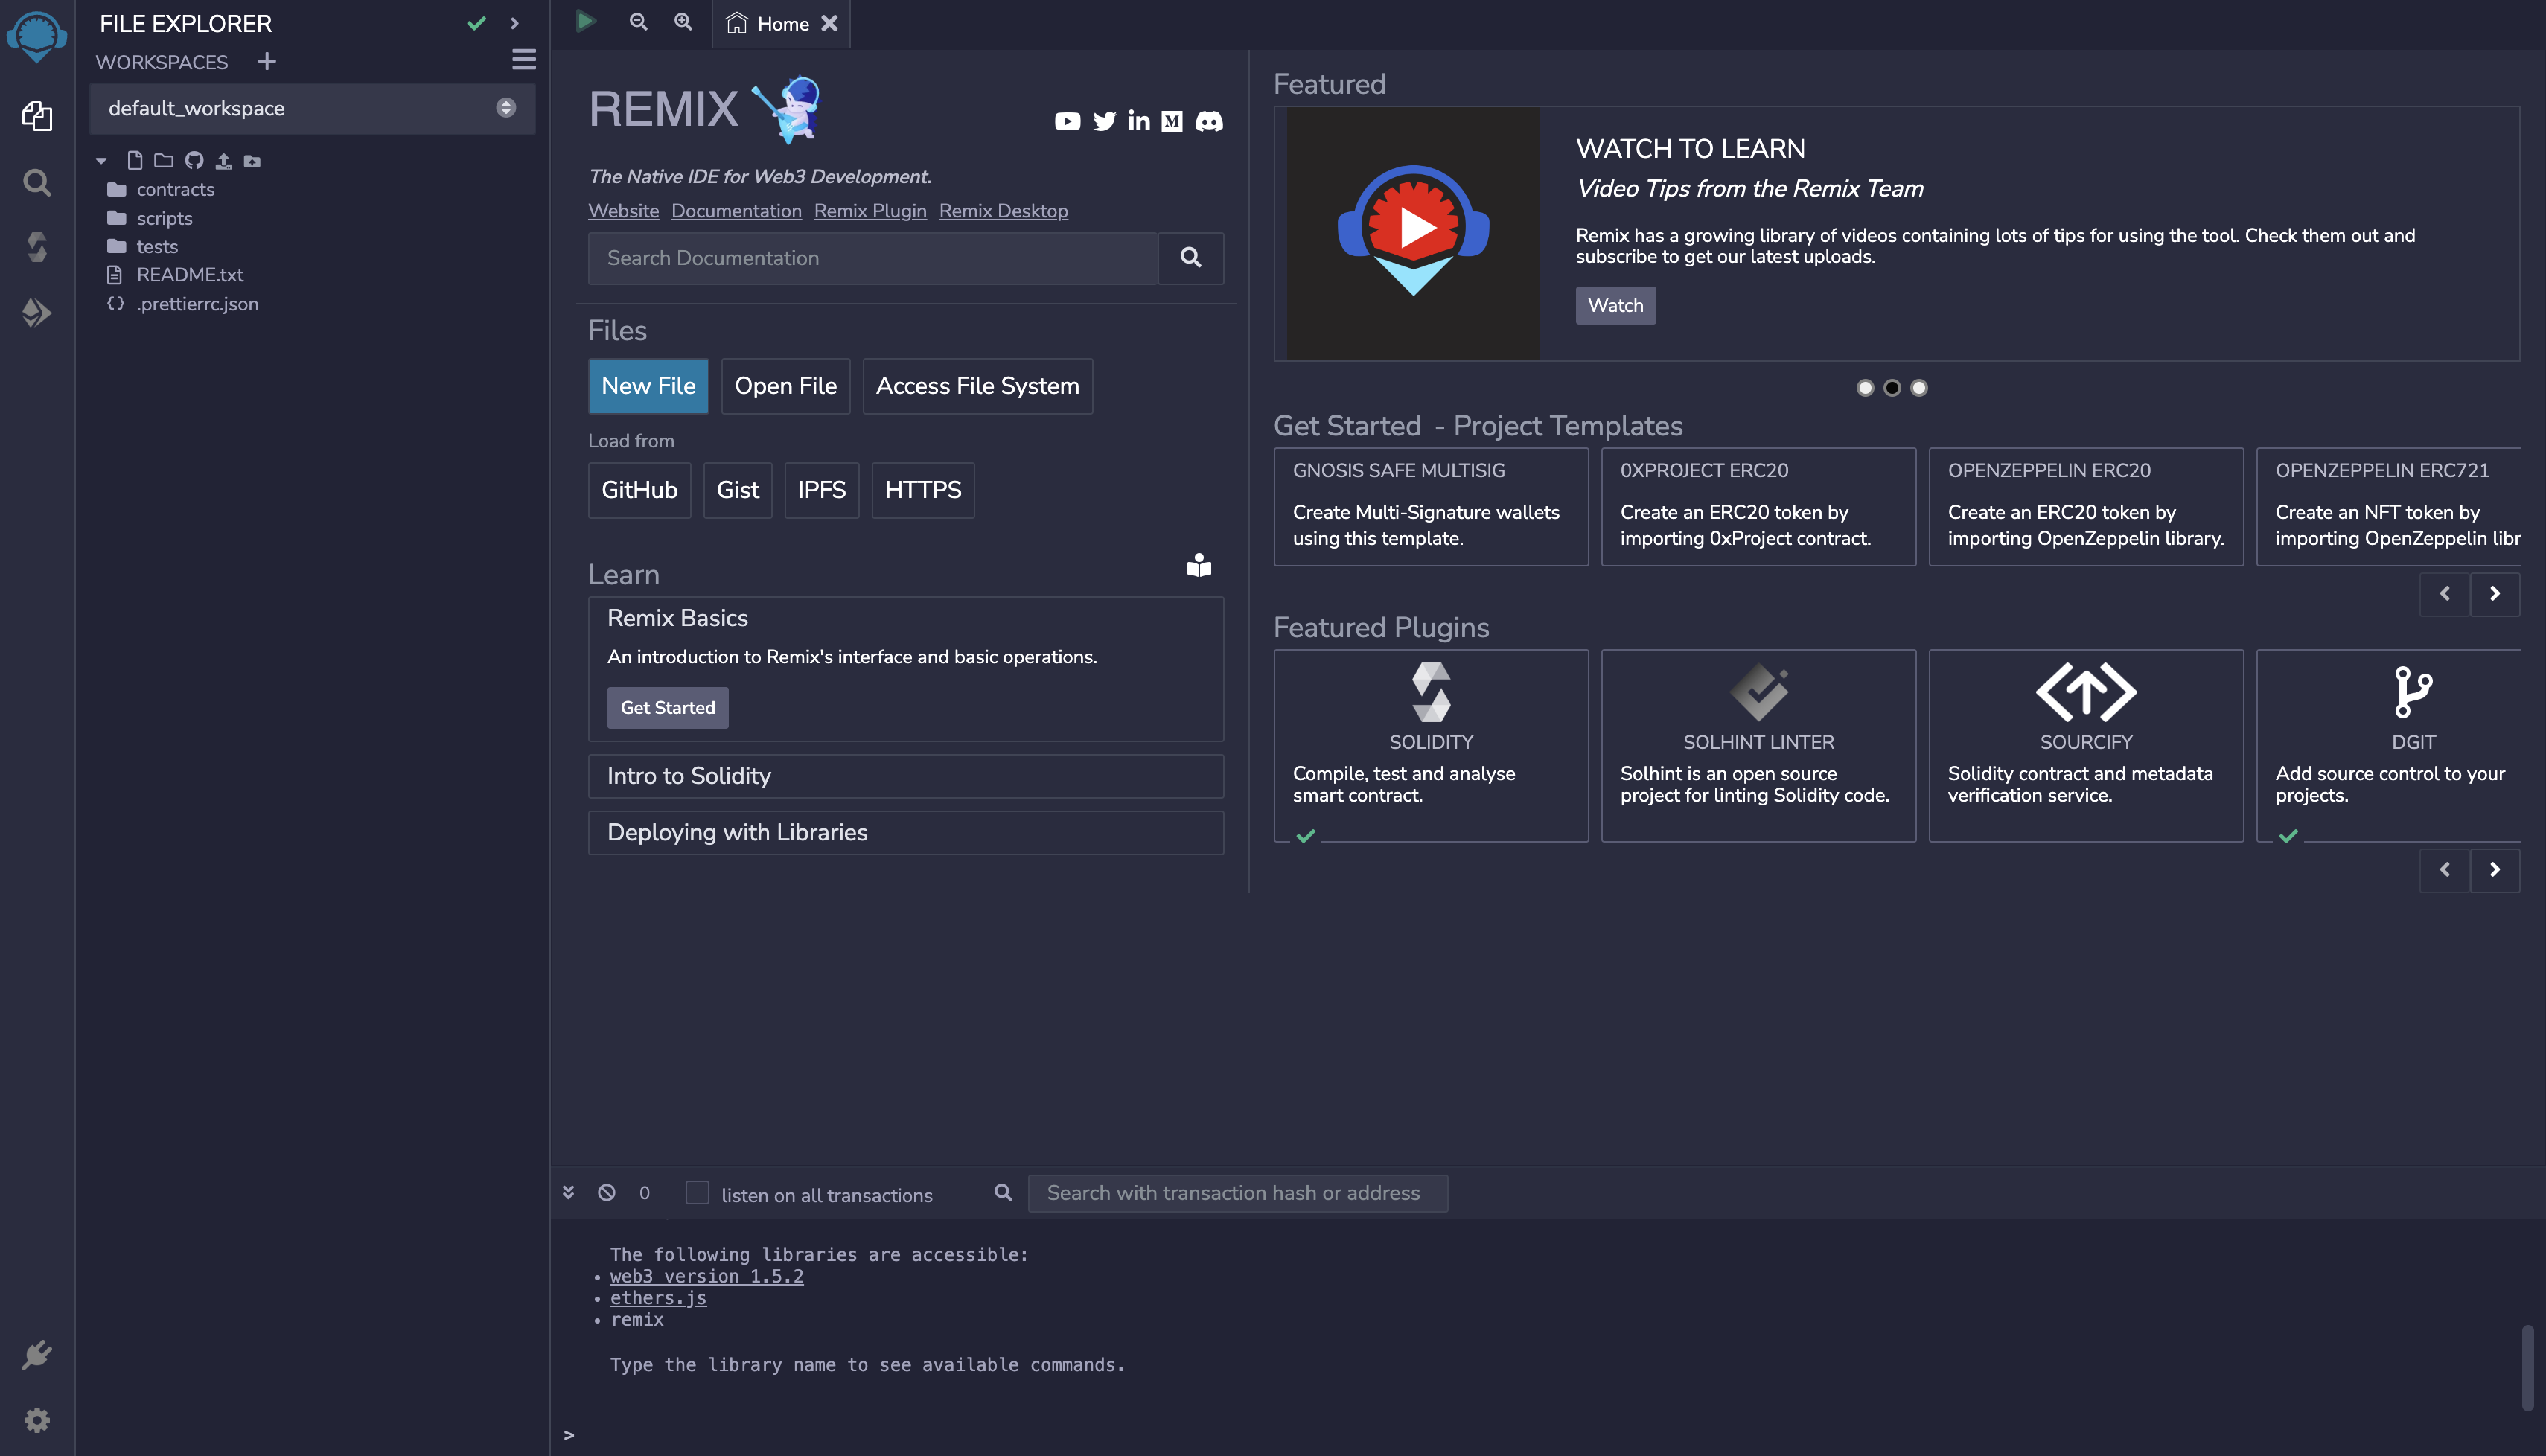 FILE EXPLORER
WORKSPACES
default_workspace
contracts
scripts
tests
README.txt
.prettierrc.json
Home
REMIX
The Native IDE for Web3 Development.
Website Documentation Remix Plugin Remix Desktop
Search Documentation
Files
New File Open File Access File System
Load from
GitHub Gist IPFS HTTPS
Learn
Remix Basics
An introduction to Remix's interface and basic operations.
Get Started
Intro to Solidity
Deploying with Libraries
Featured
WATCH TO LEARN
Video Tips from the Remix Team
Remix has a growing library of videos containing lots of tips for using the tool. Check them out and
subscribe to get our latest uploads.
Watch
Get Started - Project Templates
GNOSIS SAFE MULTISIG
Create Multi-Signature wallets
using this template.
0XPROJECT ERC20
Create an ERC20 token by
importing 0xProject contract.
OPENZEPPELIN ERC20
Create an ERC20 token by
importing OpenZeppelin library.
OPENZEPPELIN ERC721
Create an NFT token by
importing OpenZeppelin libr
Featured Plugins
SOLIDITY
Compile, test and analyse
smart contract.
SOLHINT LINTER
Solhint is an open source
project for linting Solidity code.
SOURCIFY
Solidity contract and metadata
verification service.
DGIT
Add source control to your
projects.
0 listen on all transactions Search with transaction hash or address
The following libraries are accessible:
• web3 version 1.5.2
• ethers.js
• remix
Type the library name to see available commands.
>